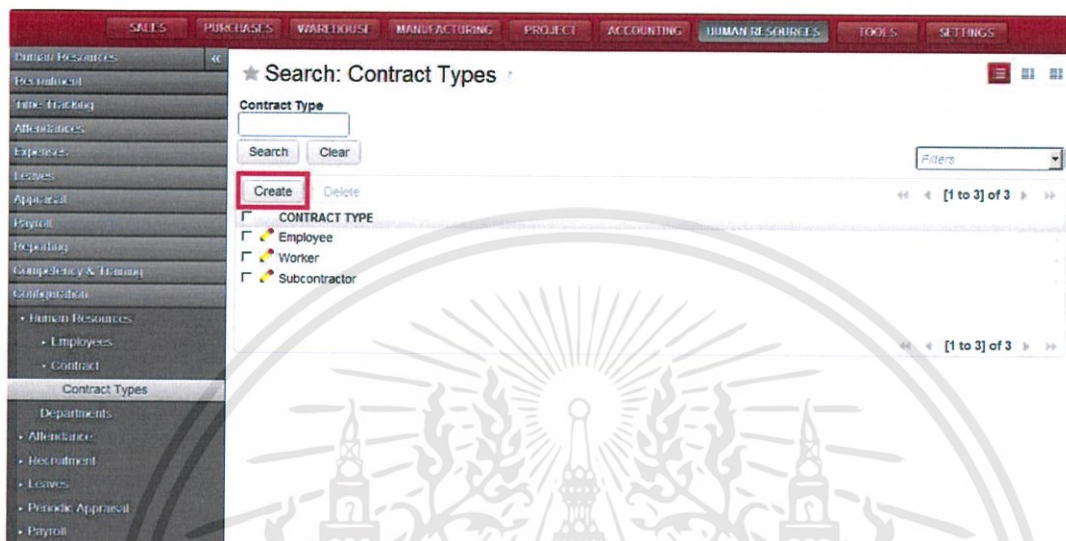 SALES PURCHASES WAREHOUSE MANUFACTURING PROJECT ACCOUNTING HUMAN RESOURCES TOOLS SETTINGS
Human Resources
Recruitment
Time Tracking
Attendances
Expenses
Leaves
Appraisal
Payroll
Reporting
Competency & Training
Configuration
Human Resources
Employees
Contract
Contract Types
Departments
Attendance
Recruitment
Leaves
Periodic Appraisal
Payroll
Search: Contract Types ?
Contract Type
Search Clear
Filters
Create Delete
[1 to 3] of 3
CONTRACT TYPE
Employee
Worker
Subcontractor
[1 to 3] of 3